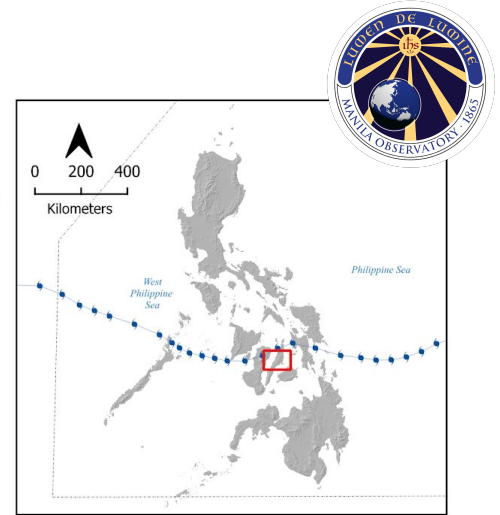 LUMEN DE LUMINE
ihs
MANILA OBSERVATORY · 1865
0 200 400
Kilometers
Philippine Sea
West
Philippine
Sea